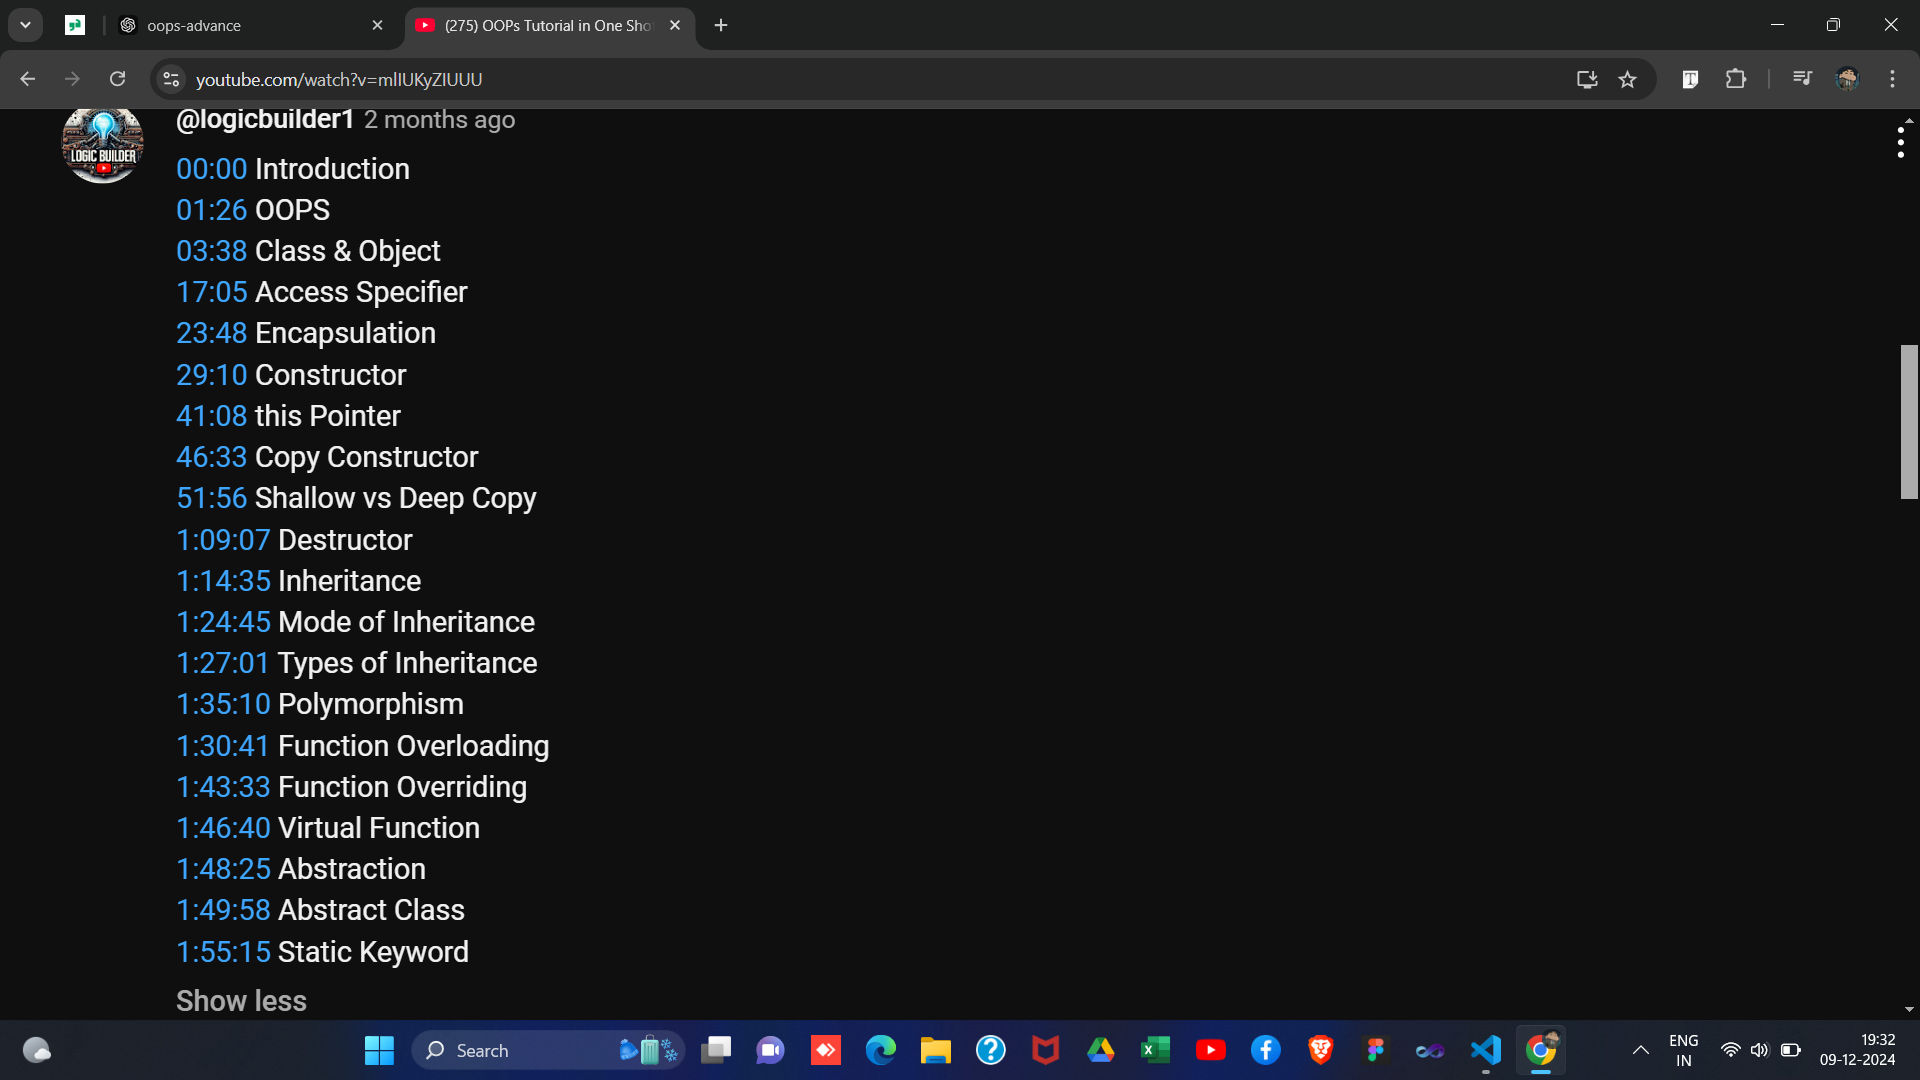 oops-advance
(275) OOPs Tutorial in One Sho
youtube.com/watch?v=mlIUKyZIUUU
@logicbuilder1 2 months ago
LOGIC BUILDER
00:00 Introduction
01:26 OOPS
03:38 Class & Object
17:05 Access Specifier
23:48 Encapsulation
29:10 Constructor
41:08 this Pointer
46:33 Copy Constructor
51:56 Shallow vs Deep Copy
1:09:07 Destructor
1:14:35 Inheritance
1:24:45 Mode of Inheritance
1:27:01 Types of Inheritance
1:35:10 Polymorphism
1:30:41 Function Overloading
1:43:33 Function Overriding
1:46:40 Virtual Function
1:48:25 Abstraction
1:49:58 Abstract Class
1:55:15 Static Keyword
Show less
Search
ENG
IN
19:32
09-12-2024